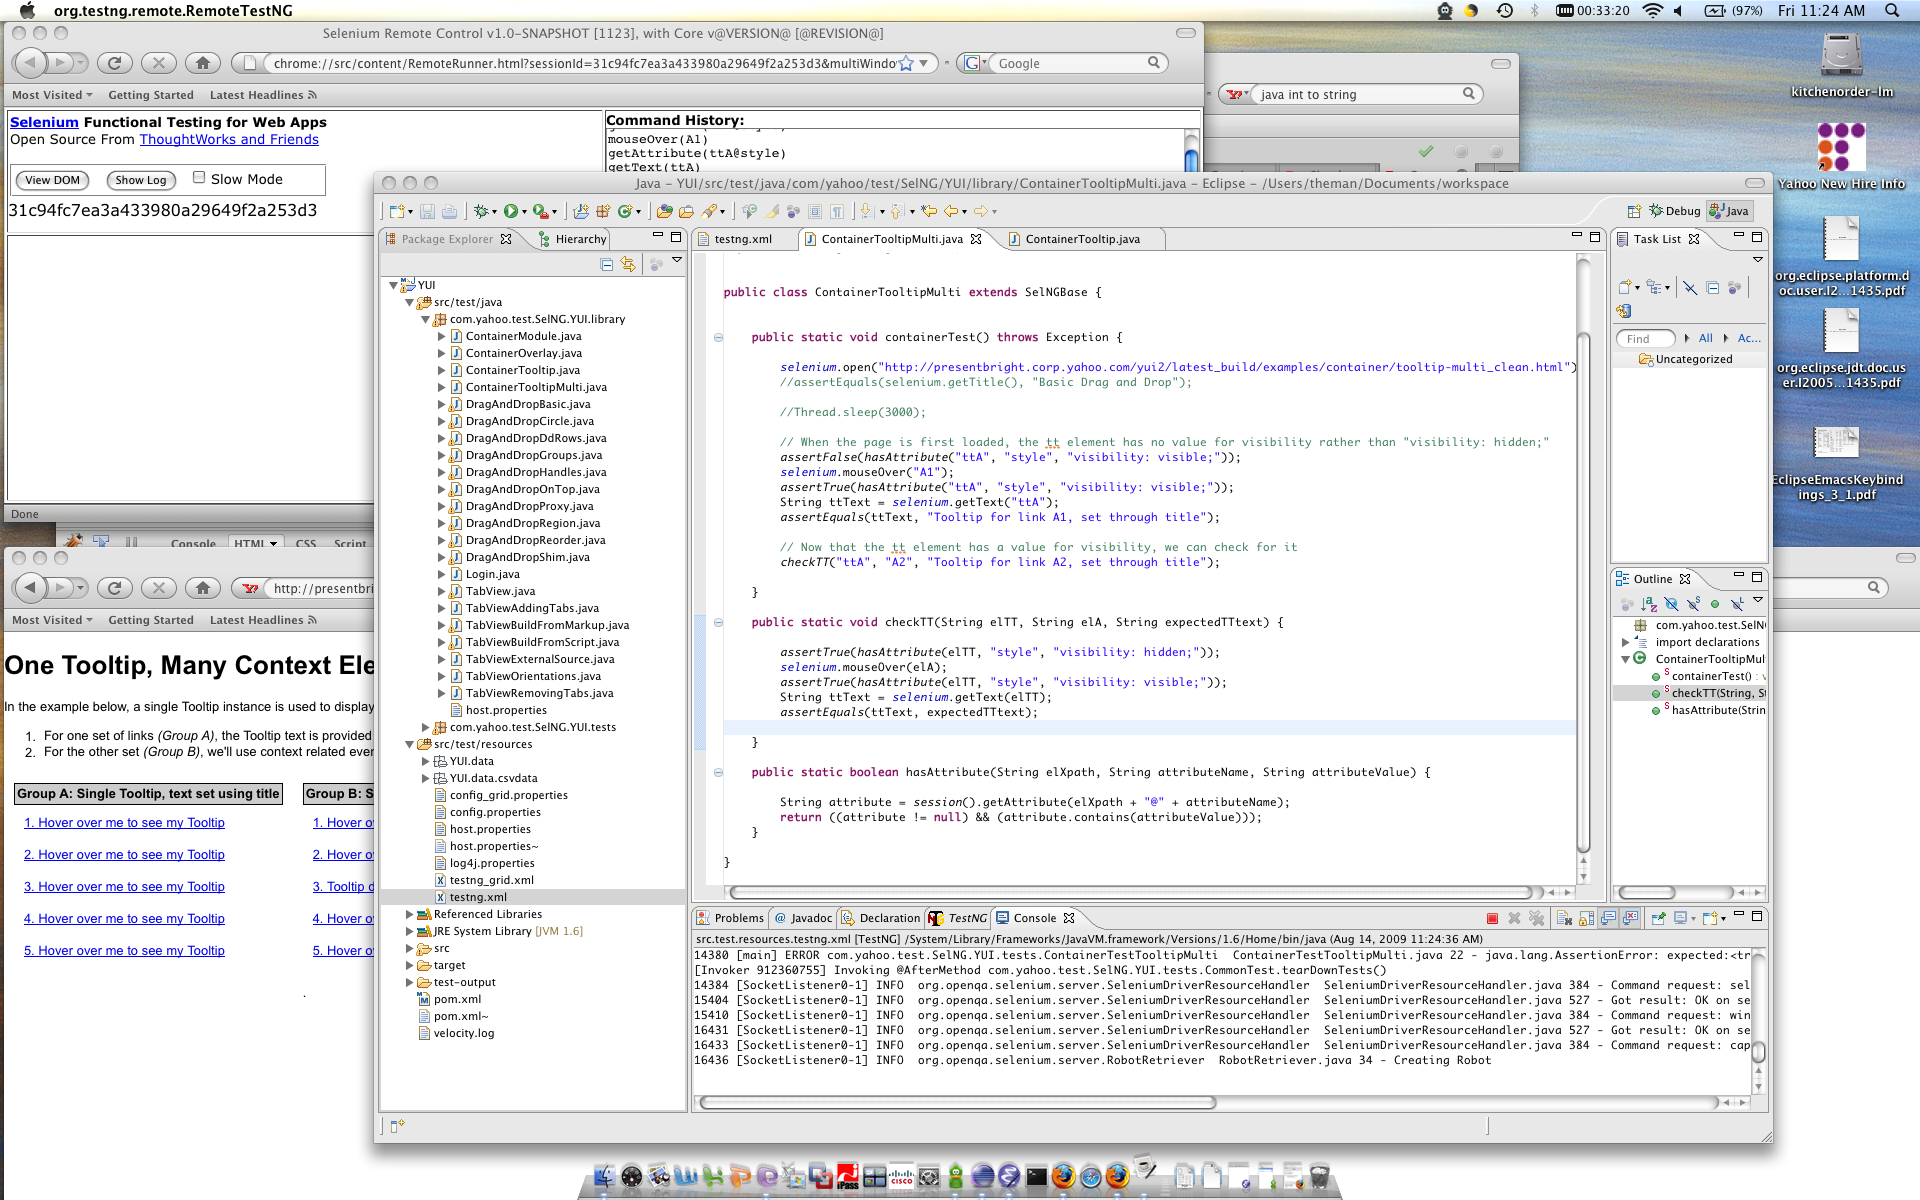 org.testng.remote.RemoteTestNG
00:33:20
(97%)
Fri 11:24 AM
Selenium Remote Control v1.0-SNAPSHOT [1123], with Core v@VERSION@ [@REVISION@]
chrome://src/content/RemoteRunner.html?sessionId=31c94fc7ea3a433980a29649f2a253d3&multiWindo
Google
Most Visited
Getting Started
Latest Headlines
java int to string
Selenium Functional Testing for Web Apps
Open Source From ThoughtWorks and Friends
View DOM
Show Log
Slow Mode
31c94fc7ea3a433980a29649f2a253d3
Command History:
mouseOver(A1)
getAttribute(ttA@style)
getText(ttA)
Done
Console
HTML
CSS
Script
kitchenorder-lm
Yahoo New Hire Info
org.eclipse.platform.d
oc.user.I2...1435.pdf
org.eclipse.jdt.doc.us
er.I2005...1435.pdf
EclipseEmacsKeybind
ings_3_1.pdf
Java - YUI/src/test/java/com/yahoo/test/SelNG/YUI/library/ContainerTooltipMulti.java - Eclipse - /Users/theman/Documents/workspace
Debug
Java
Package Explorer
Hierarchy
YUI
src/test/java
com.yahoo.test.SelNG.YUI.library
ContainerModule.java
ContainerOverlay.java
ContainerTooltip.java
ContainerTooltipMulti.java
DragAndDropBasic.java
DragAndDropCircle.java
DragAndDropDdRows.java
DragAndDropGroups.java
DragAndDropHandles.java
DragAndDropOnTop.java
DragAndDropProxy.java
DragAndDropRegion.java
DragAndDropReorder.java
DragAndDropShim.java
Login.java
TabView.java
TabViewAddingTabs.java
TabViewBuildFromMarkup.java
TabViewBuildFromScript.java
TabViewExternalSource.java
TabViewOrientations.java
TabViewRemovingTabs.java
host.properties
com.yahoo.test.SelNG.YUI.tests
src/test/resources
YUI.data
YUI.data.csvdata
config_grid.properties
config.properties
host.properties
host.properties~
log4j.properties
testng_grid.xml
testng.xml
Referenced Libraries
JRE System Library [JVM 1.6]
src
target
test-output
pom.xml
pom.xml~
velocity.log
testng.xml
ContainerTooltipMulti.java
ContainerTooltip.java
public class ContainerTooltipMulti extends SelNGBase {
public static void containerTest() throws Exception {
selenium.open("http://presentbright.corp.yahoo.com/yui2/latest_build/examples/container/tooltip-multi_clean.html")
//assertEquals(selenium.getTitle(), "Basic Drag and Drop");
//Thread.sleep(3000);
// When the page is first loaded, the tt element has no value for visibility rather than "visibility: hidden;"
assertFalse(hasAttribute("ttA", "style", "visibility: visible;"));
selenium.mouseOver("A1");
assertTrue(hasAttribute("ttA", "style", "visibility: visible;"));
String ttText = selenium.getText("ttA");
assertEquals(ttText, "Tooltip for link A1, set through title");
// Now that the tt element has a value for visibility, we can check for it
checkTT("ttA", "A2", "Tooltip for link A2, set through title");
}
public static void checkTT(String elTT, String elA, String expectedTTtext) {
assertTrue(hasAttribute(elTT, "style", "visibility: hidden;"));
selenium.mouseOver(elA);
assertTrue(hasAttribute(elTT, "style", "visibility: visible;"));
String ttText = selenium.getText(elTT);
assertEquals(ttText, expectedTTtext);
}
public static boolean hasAttribute(String elXpath, String attributeName, String attributeValue) {
String attribute = session().getAttribute(elXpath + "@" + attributeName);
return ((attribute != null) && (attribute.contains(attributeValue)));
}
}
Task List
Find
All
Ac...
Uncategorized
Outline
com.yahoo.test.SelN
import declarations
ContainerTooltipMul
containerTest() : v
checkTT(String, St
hasAttribute(Strin
Problems
Javadoc
Declaration
TestNG
Console
src.test.resources.testng.xml [TestNG] /System/Library/Frameworks/JavaVM.framework/Versions/1.6/Home/bin/java (Aug 14, 2009 11:24:36 AM)
14380 [main] ERROR com.yahoo.test.SelNG.YUI.tests.ContainerTestTooltipMulti ContainerTestTooltipMulti.java 22 - java.lang.AssertionError: expected:<tr
[Invoker 912360755] Invoking @AfterMethod com.yahoo.test.SelNG.YUI.tests.CommonTest.tearDownTests()
14384 [SocketListener0-1] INFO org.openqa.selenium.server.SeleniumDriverResourceHandler SeleniumDriverResourceHandler.java 384 - Command request: sel
15404 [SocketListener0-1] INFO org.openqa.selenium.server.SeleniumDriverResourceHandler SeleniumDriverResourceHandler.java 527 - Got result: OK on se
15410 [SocketListener0-1] INFO org.openqa.selenium.server.SeleniumDriverResourceHandler SeleniumDriverResourceHandler.java 384 - Command request: win
16431 [SocketListener0-1] INFO org.openqa.selenium.server.SeleniumDriverResourceHandler SeleniumDriverResourceHandler.java 527 - Got result: OK on se
16433 [SocketListener0-1] INFO org.openqa.selenium.server.SeleniumDriverResourceHandler SeleniumDriverResourceHandler.java 384 - Command request: cap
16436 [SocketListener0-1] INFO org.openqa.selenium.server.RobotRetriever RobotRetriever.java 34 - Creating Robot
http://presentbri
Most Visited
Getting Started
Latest Headlines
One Tooltip, Many Context Ele
In the example below, a single Tooltip instance is used to display
1. For one set of links (Group A), the Tooltip text is provided
2. For the other set (Group B), we'll use context related even
Group A: Single Tooltip, text set using title
Group B: S
1. Hover over me to see my Tooltip
1. Hover o
2. Hover over me to see my Tooltip
2. Hover o
3. Hover over me to see my Tooltip
3. Tooltip d
4. Hover over me to see my Tooltip
4. Hover o
5. Hover over me to see my Tooltip
5. Hover o
iPass
CISCO